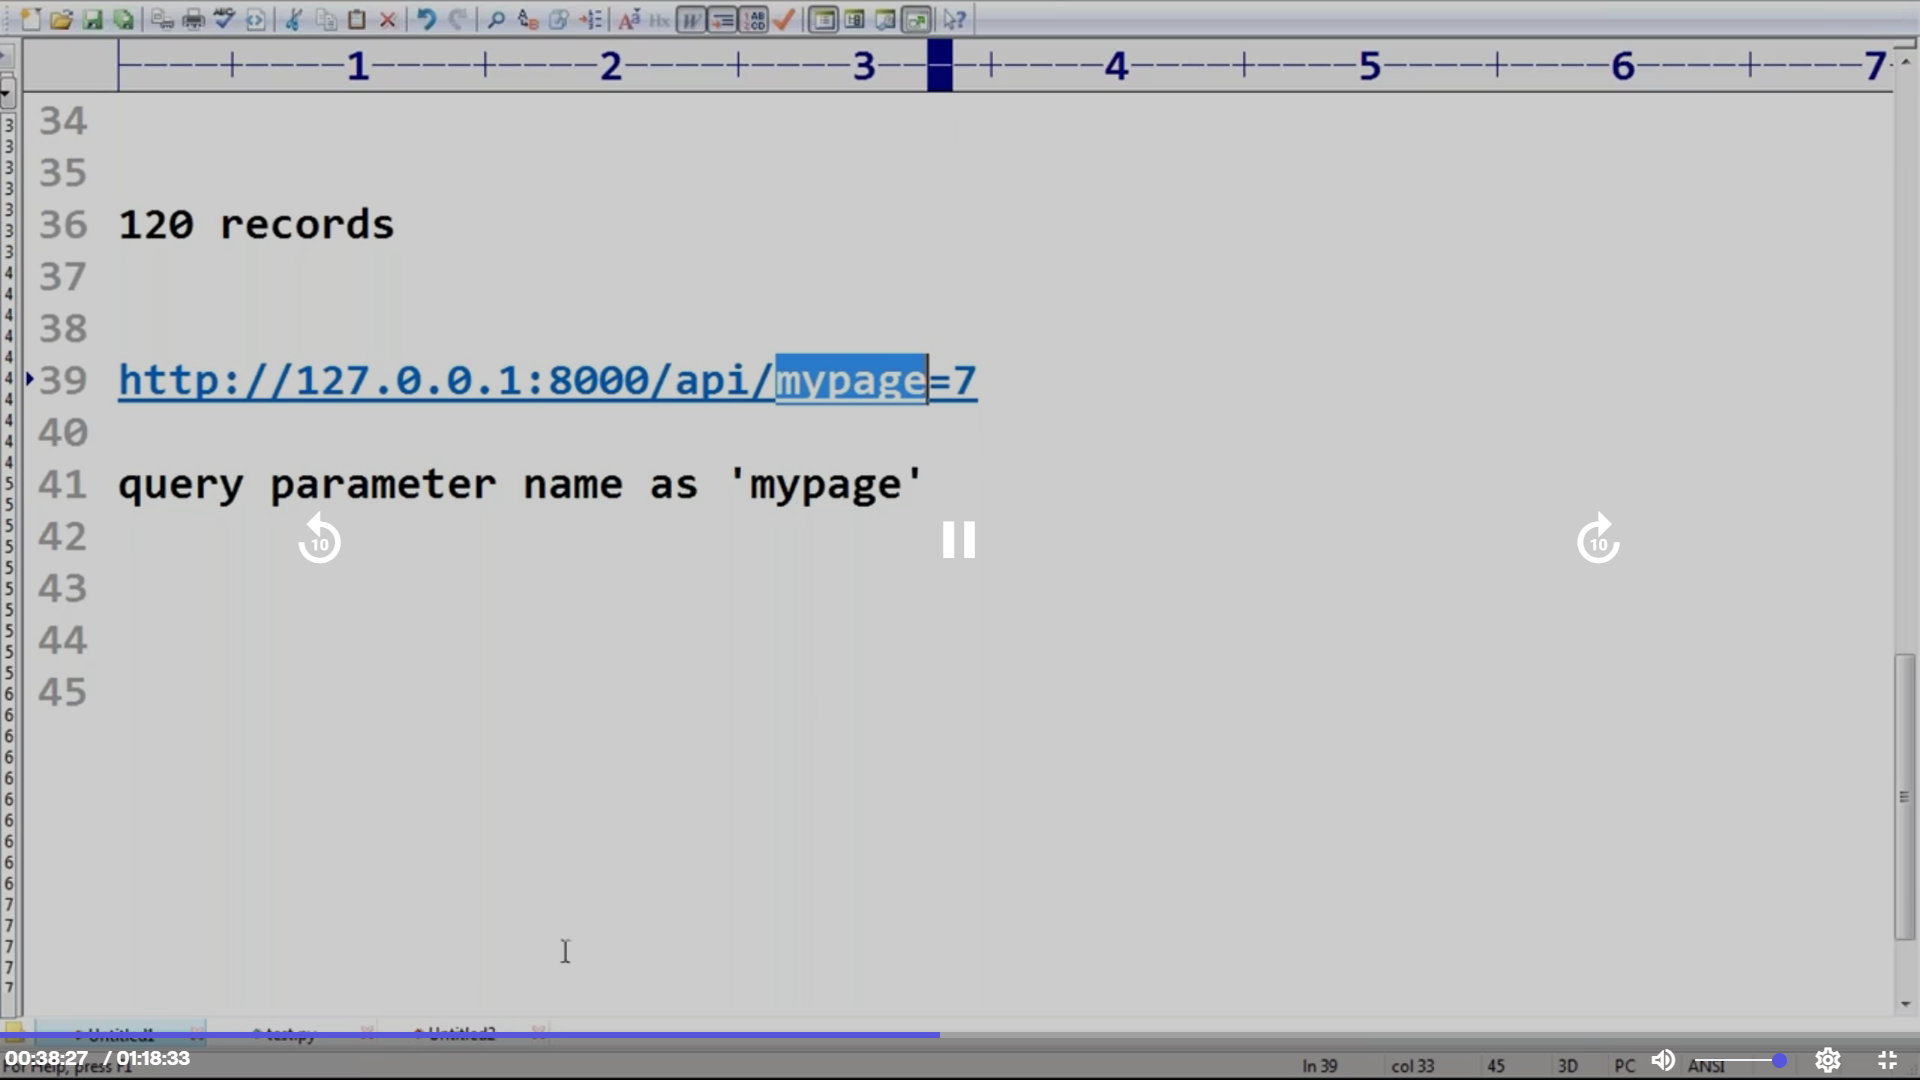 1 2 3 4 5 6 7
34
35
36 120 records
37
38
39 http://127.0.0.1:8000/api/mypage=7
40
41 query parameter name as 'mypage'
42
43
44
45
10
10
Untitled1 test.py Untitled2
00:38:27 / 01:18:33
For Help, press F1
ln 39 col 33 45 3D PC ANSI